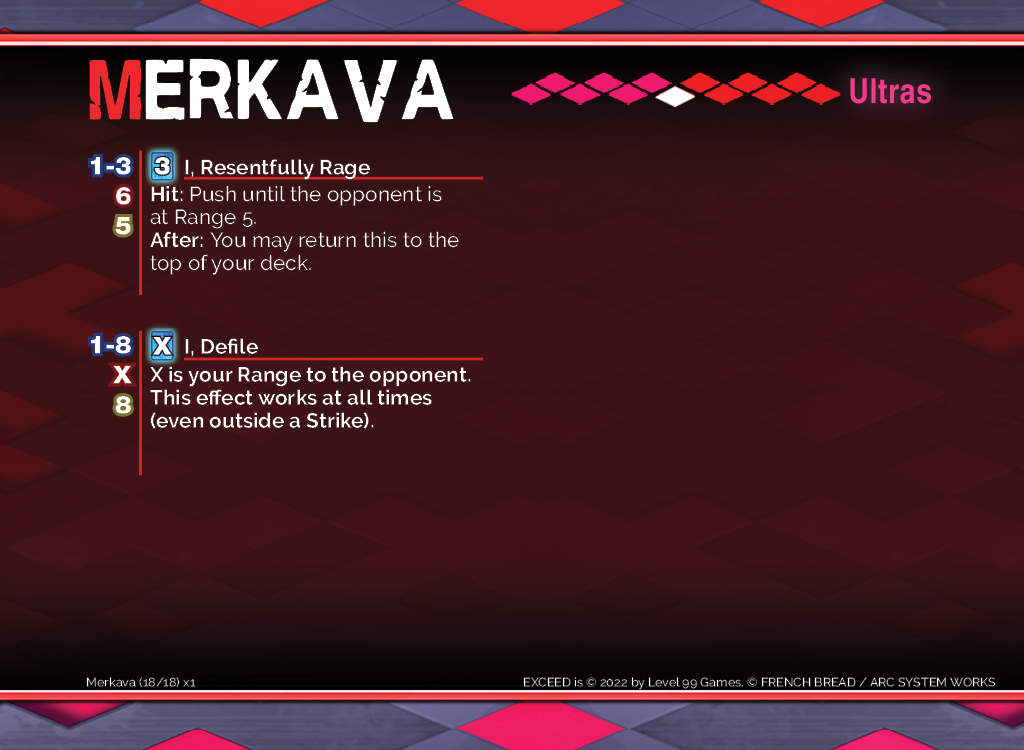 MERKAVA
Ultras
1-3 3 I, Resentfully Rage
6 Hit: Push until the opponent is
5 at Range 5.
After: You may return this to the
top of your deck.
1-8 X I, Defile
X X is your Range to the opponent.
8 This effect works at all times
(even outside a Strike).
Merkava (18/18) x1
EXCEED is © 2022 by Level 99 Games. © FRENCH BREAD / ARC SYSTEM WORKS